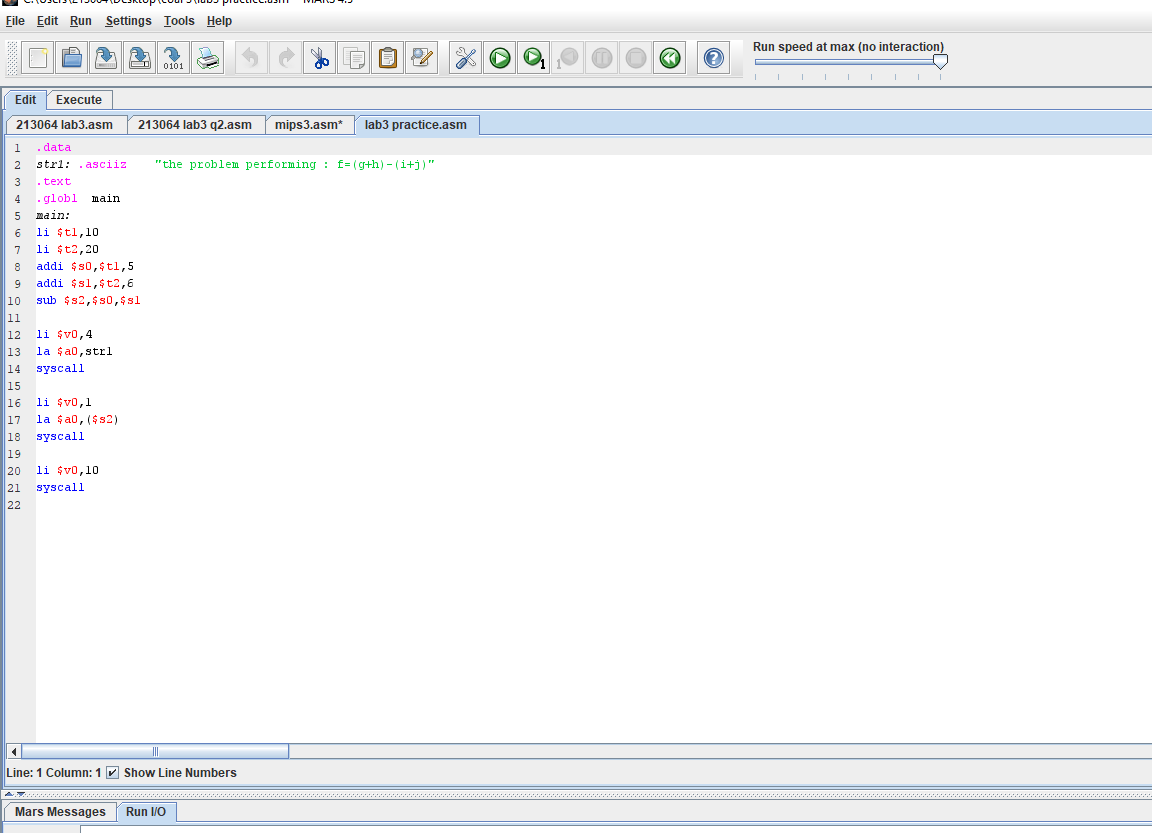 File Edit Run Settings Tools Help
Run speed at max (no interaction)
Edit Execute
213064 lab3.asm 213064 lab3 q2.asm mips3.asm* lab3 practice.asm
1 .data
2 str1: .asciiz "the problem performing : f=(g+h)-(i+j)"
3 .text
4 .globl main
5 main:
6 li $t1,10
7 li $t2,20
8 addi $s0,$t1,5
9 addi $s1,$t2,6
10 sub $s2,$s0,$s1
11
12 li $v0,4
13 la $a0,str1
14 syscall
15
16 li $v0,1
17 la $a0,($s2)
18 syscall
19
20 li $v0,10
21 syscall
22
Line: 1 Column: 1 Show Line Numbers
Mars Messages Run I/O